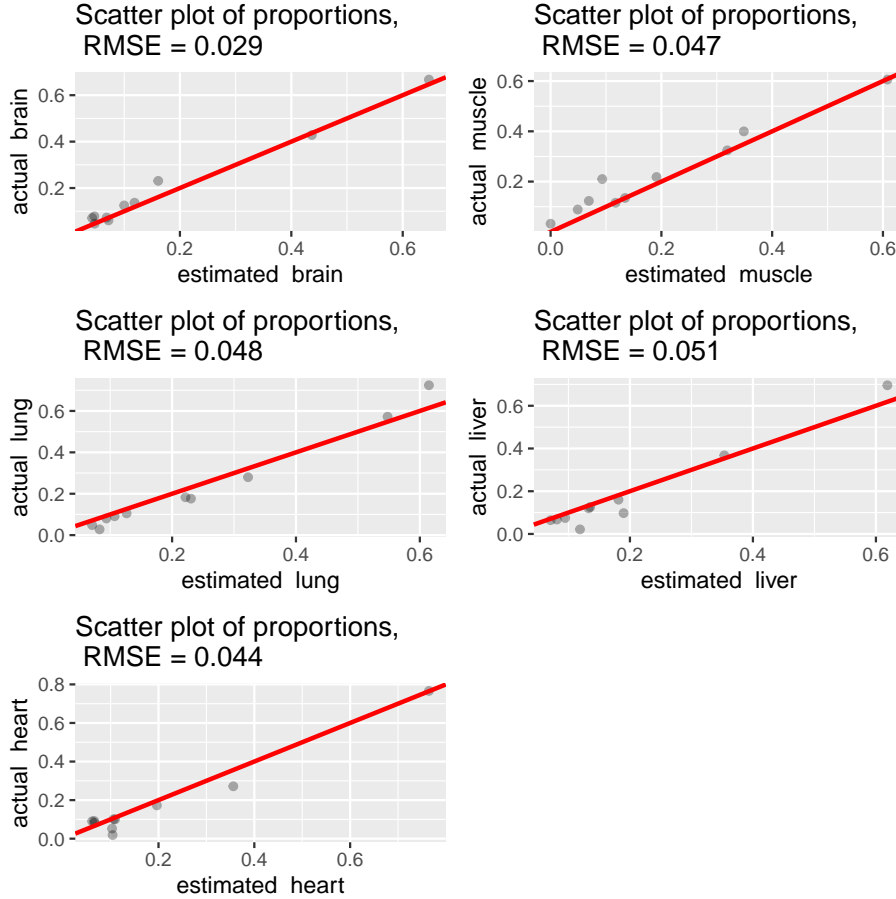 Scatter plot of proportions,
RMSE = 0.029
0.6
0.4
0.2
actual  brain
0.2
0.4
0.6
estimated  brain
Scatter plot of proportions,
RMSE = 0.047
0.6
0.4
0.2
actual  muscle
0.0
0.2
0.4
0.6
estimated  muscle
Scatter plot of proportions,
RMSE = 0.048
0.6
0.4
0.2
0.0
actual  lung
0.2
0.4
0.6
estimated  lung
Scatter plot of proportions,
RMSE = 0.051
0.6
0.4
0.2
0.0
actual  liver
0.2
0.4
0.6
estimated  liver
Scatter plot of proportions,
RMSE = 0.044
0.8
0.6
0.4
0.2
0.0
actual  heart
0.2
0.4
0.6
estimated  heart